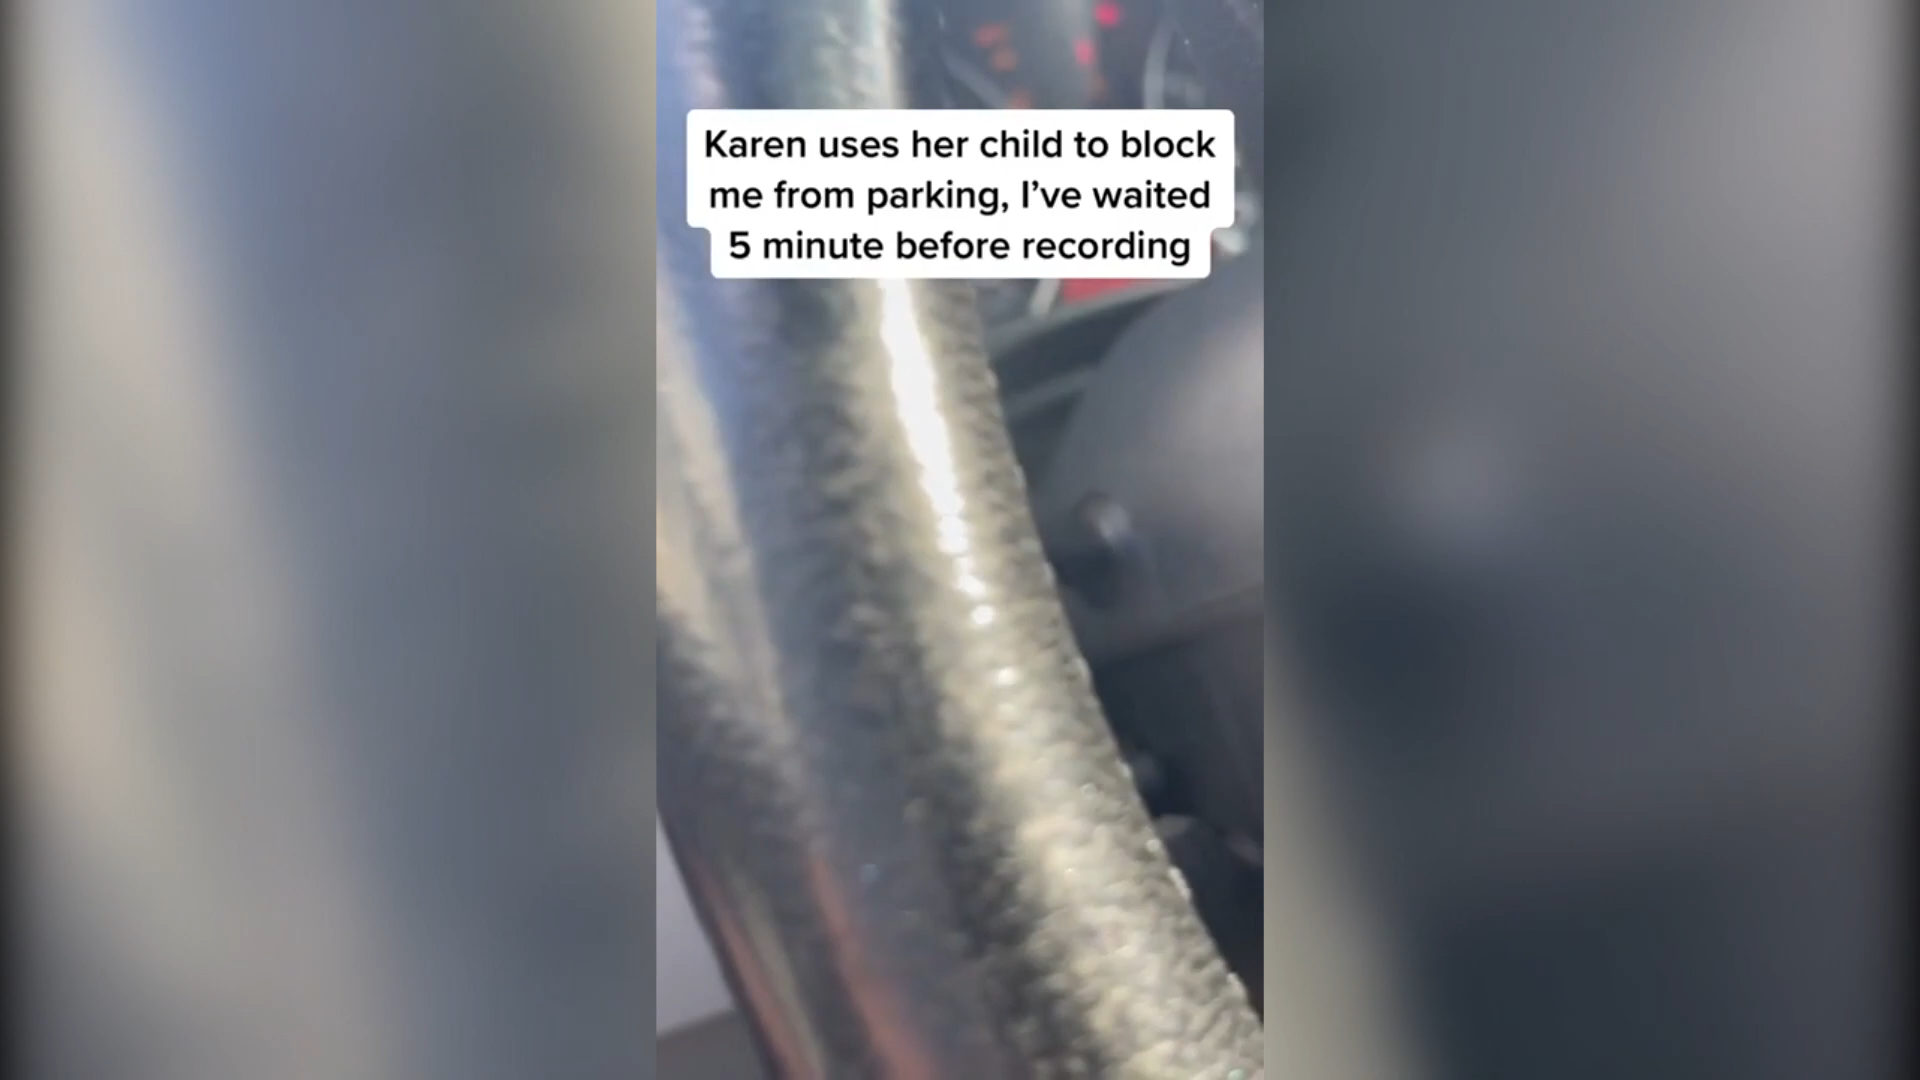 Karen uses her child to block
me from parking, I’ve waited
5 minute before recording